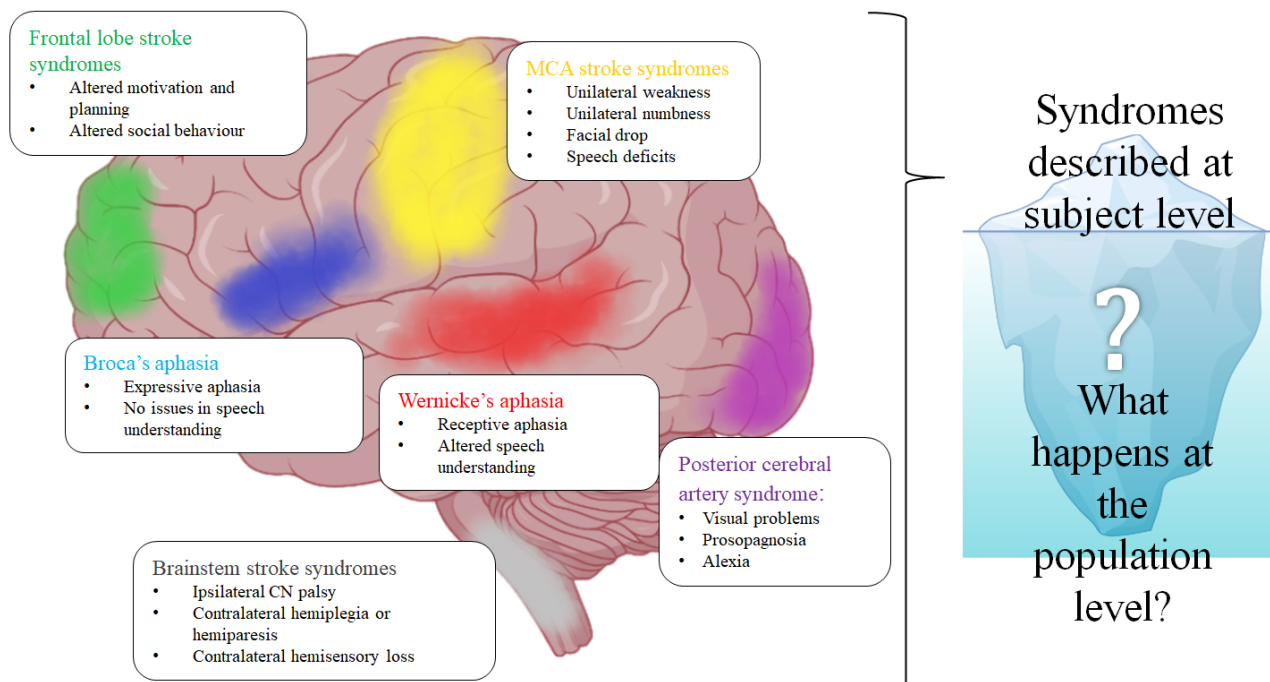 Frontal lobe stroke
syndromes
• Altered motivation and
planning
• Altered social behaviour
MCA stroke syndromes
• Unilateral weakness
• Unilateral numbness
• Facial drop
• Speech deficits
Broca’s aphasia
• Expressive aphasia
• No issues in speech
understanding
Wernicke’s aphasia
• Receptive aphasia
• Altered speech
understanding
Posterior cerebral
artery syndrome:
• Visual problems
• Prosopagnosia
• Alexia
Brainstem stroke syndromes
• Ipsilateral CN palsy
• Contralateral hemiplegia or
hemiparesis
• Contralateral hemisensory loss
Syndromes
described at
subject level
?
What
happens at
the
population
level?